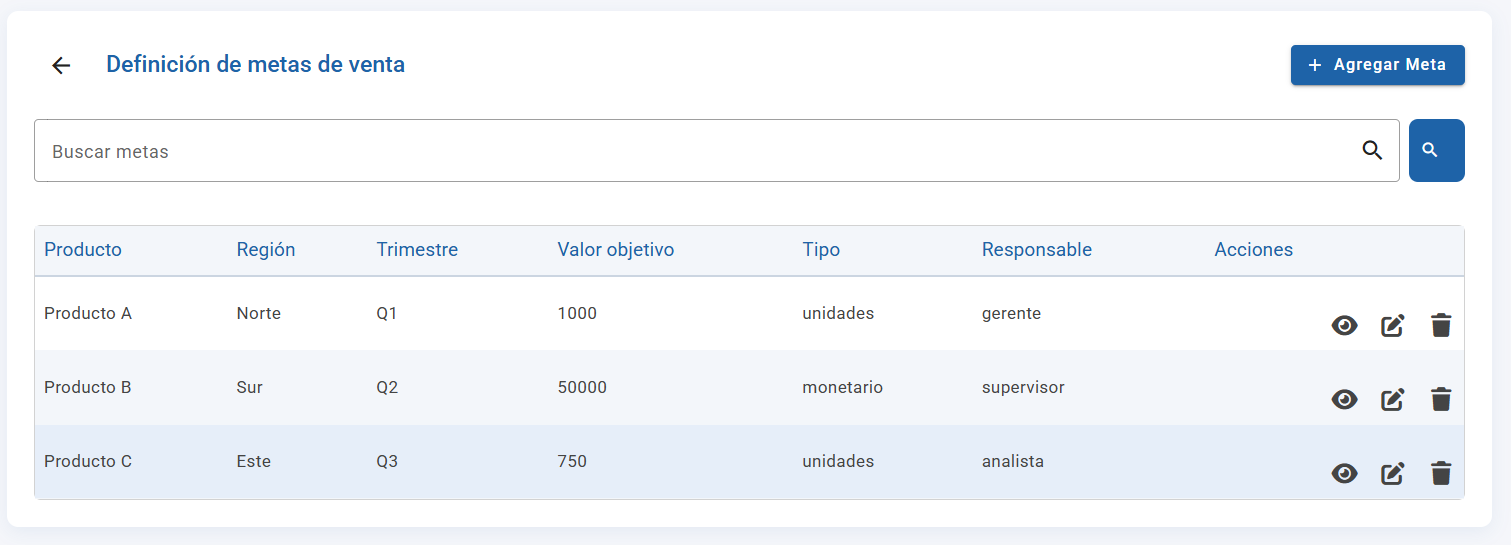 Definición de metas de venta
+ Agregar Meta
Buscar metas
Producto Región Trimestre Valor objetivo Tipo Responsable Acciones
Producto A Norte Q1 1000 unidades gerente
Producto B Sur Q2 50000 monetario supervisor
Producto C Este Q3 750 unidades analista